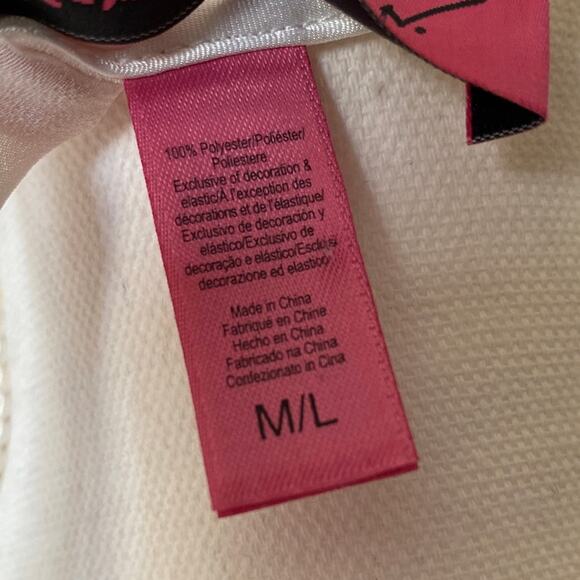 100% Polyester/Poliéster/
Poliestere
Exclusive of decoration &
elastic/À l'exception des
décorations et de l'élastique/
Exclusivo de decoración y
elástico/Exclusivo de
decoração e elástico/Esclusi
decorazione ed elastico
Made in China
Fabriqué en Chine
Hecho en China
Fabricado na China
Confezionato in Cina
M/L